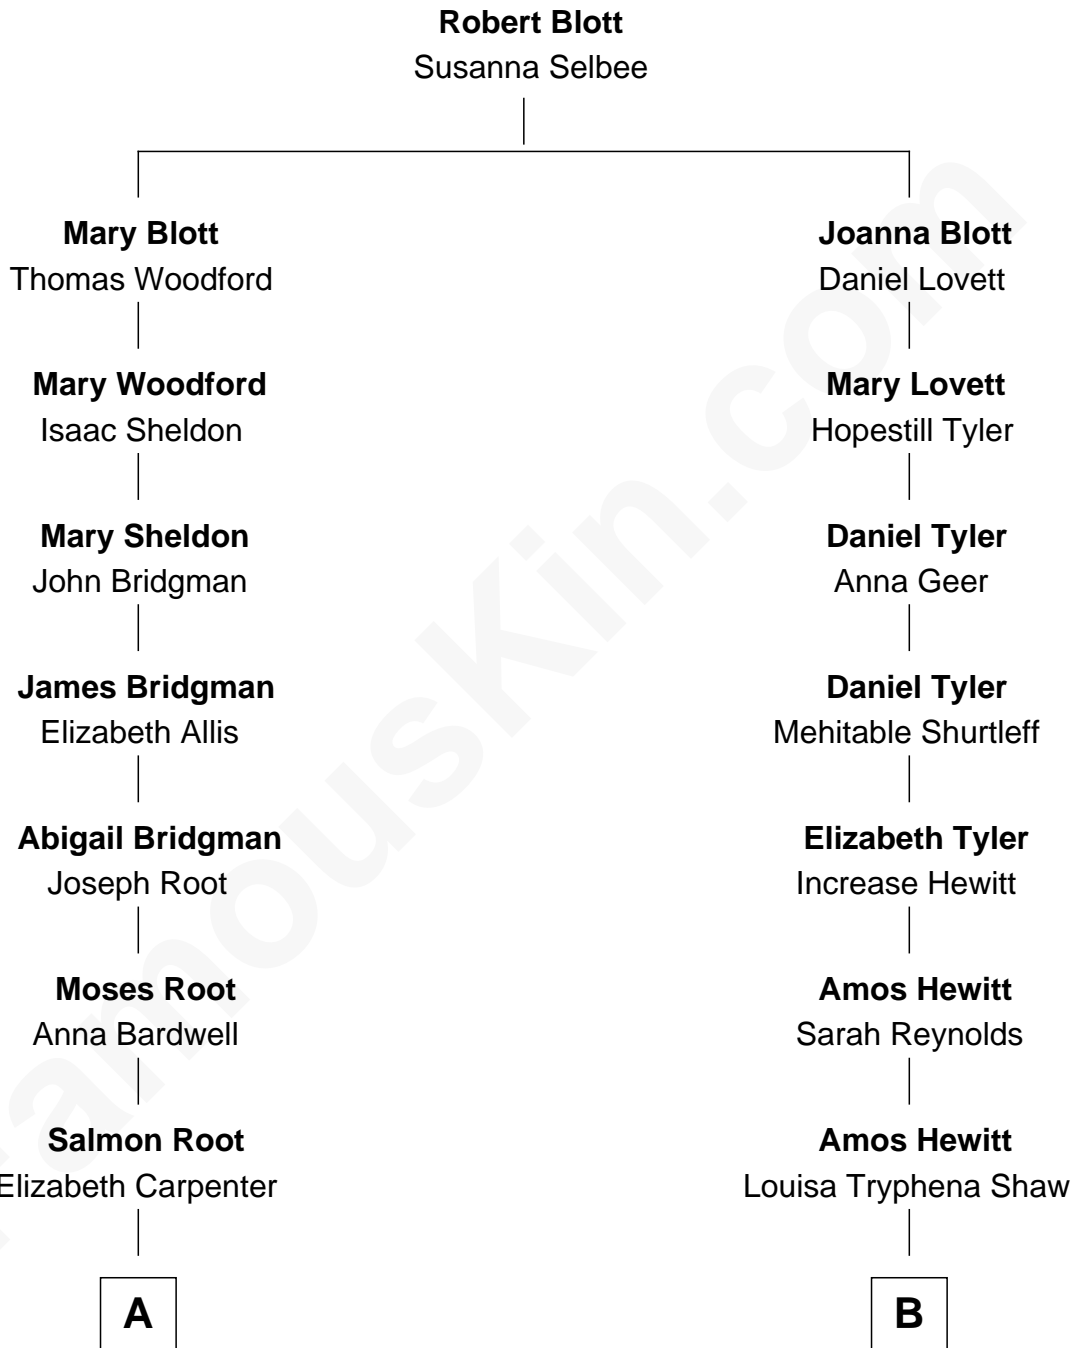 Robert Blott
Susanna Selbee
Mary Blott
Thomas Woodford
Mary Woodford
Isaac Sheldon
Mary Sheldon
John Bridgman
James Bridgman
Elizabeth Allis
Abigail Bridgman
Joseph Root
Moses Root
Anna Bardwell
Salmon Root
Elizabeth Carpenter
A
Joanna Blott
Daniel Lovett
Mary Lovett
Hopestill Tyler
Daniel Tyler
Anna Geer
Daniel Tyler
Mehitable Shurtleff
Elizabeth Tyler
Increase Hewitt
Amos Hewitt
Sarah Reynolds
Amos Hewitt
Louisa Tryphena Shaw
B
FamousKin.com